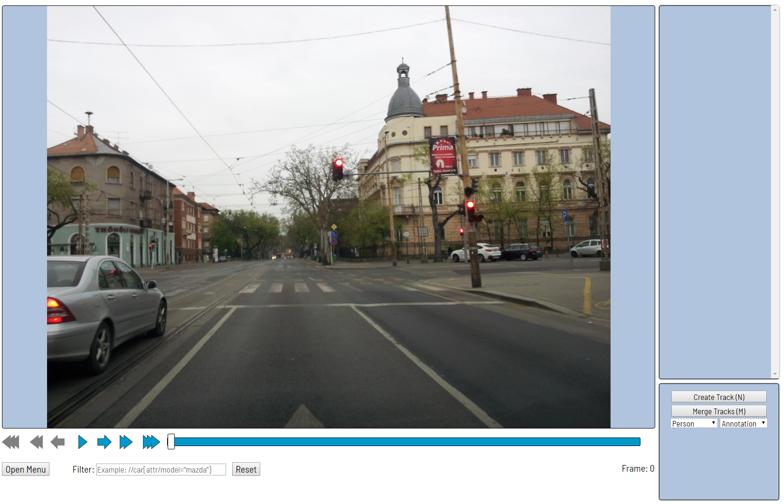 Prima
Create Track (N)
Merge Tracks (M)
Person
Annotation
Open Menu
Filter:
Example: //car[attr/model="mazda"]
Reset
Frame: 0